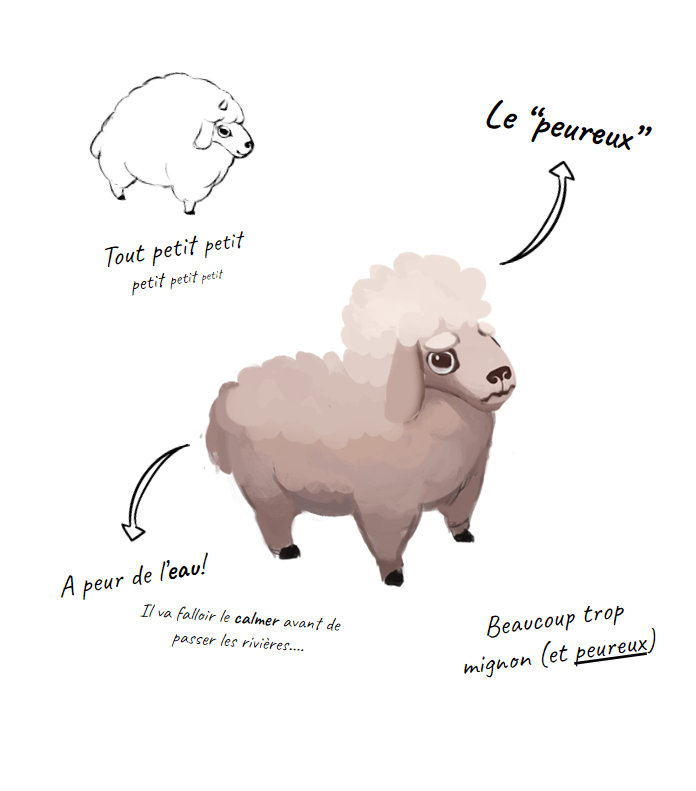 Le “peureux”
Tout petit petit
petit petit petit
A peur de l'eau!
Il va falloir le calmer avant de
passer les rivières....
Beaucoup trop
mignon (et peureux)